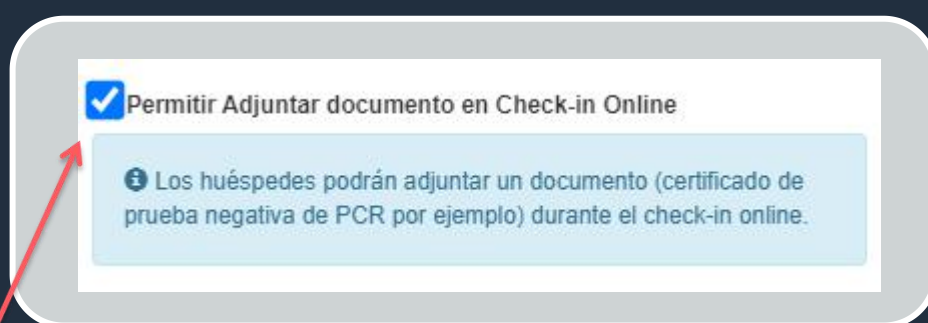 Permitir Adjuntar documento en Check-in Online
Los huéspedes podrán adjuntar un documento (certificado de
prueba negativa de PCR por ejemplo) durante el check-in online.